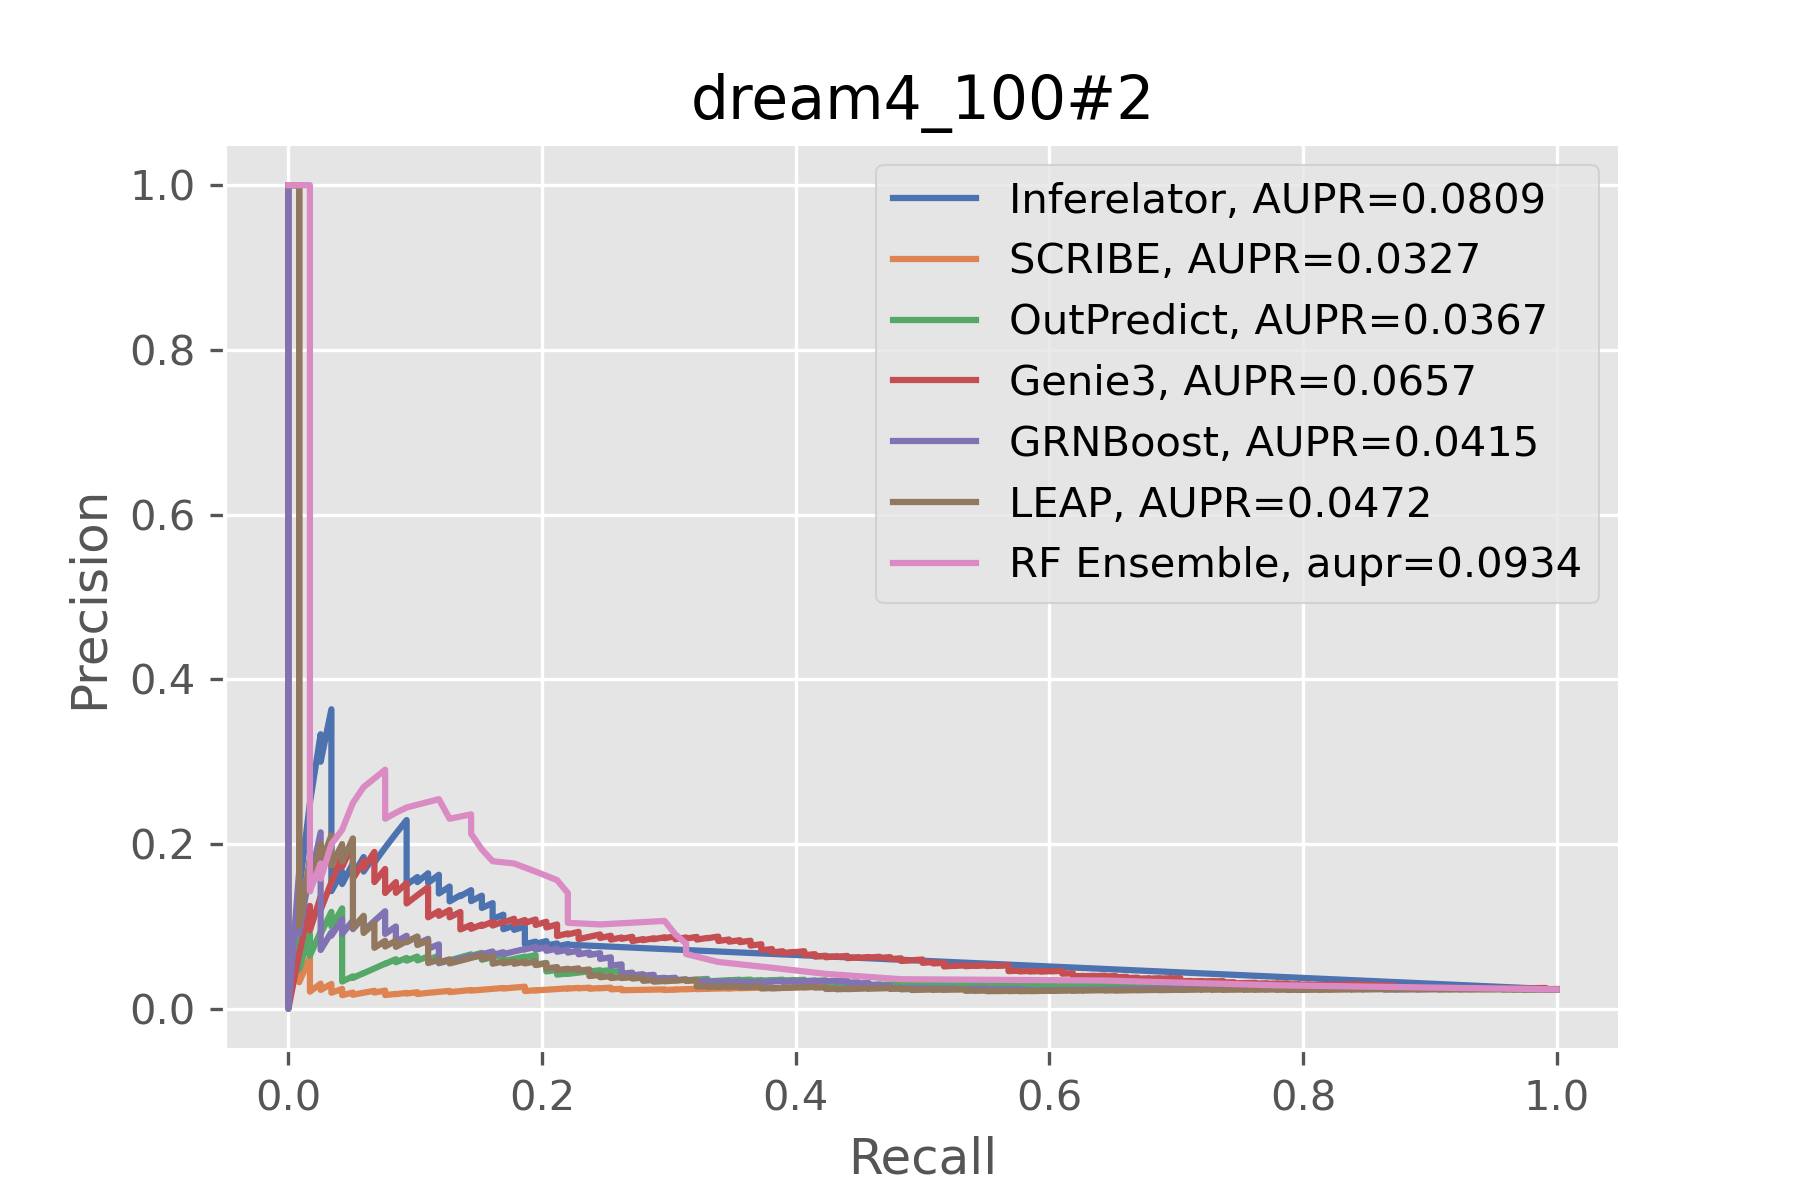 dream4_100#2
Inferelator, AUPR=0.0809
SCRIBE, AUPR=0.0327
OutPredict, AUPR=0.0367
Genie3, AUPR=0.0657
GRNBoost, AUPR=0.0415
LEAP, AUPR=0.0472
RF Ensemble, aupr=0.0934
Precision
1.0
0.8
0.6
0.4
0.2
0.0
0.0 0.2 0.4 0.6 0.8 1.0
Recall